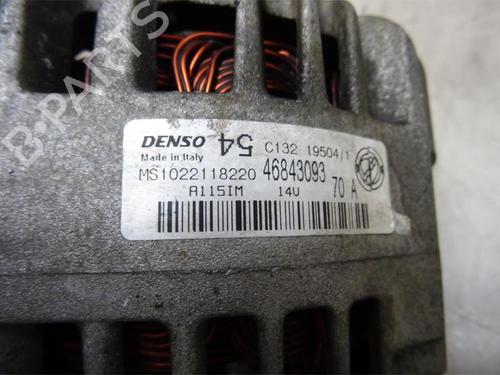 B-PARTS
DENSO 54 C132 19504/1
Made in Italy
MS1022118220 46843093
A115IM 14V 70 A